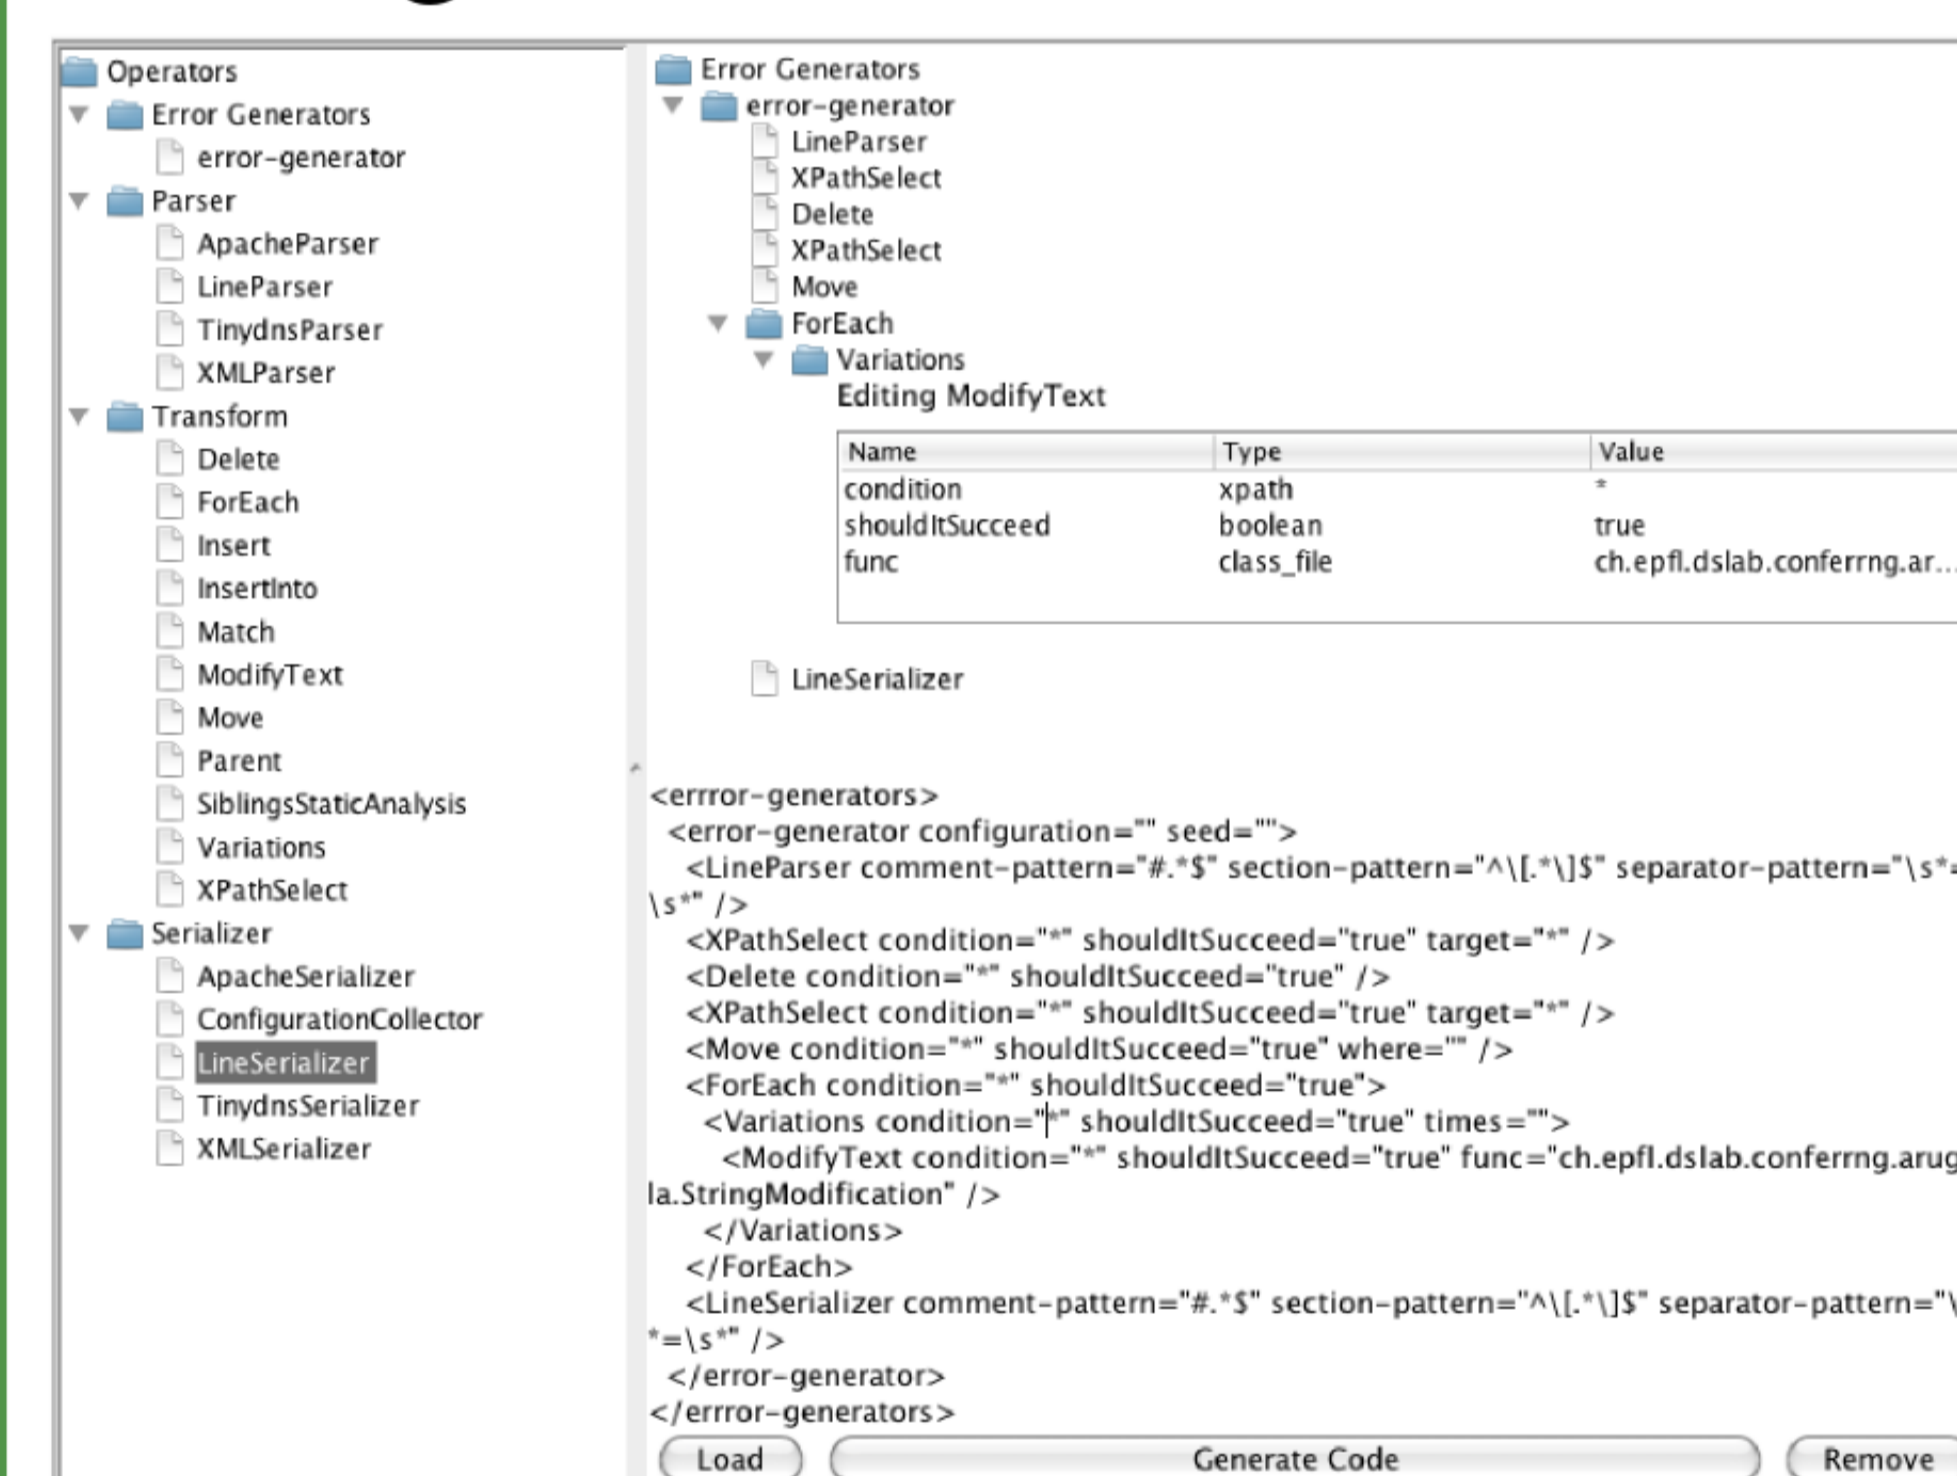 Operators
Error Generators
error-generator
Parser
ApacheParser
LineParser
TinydnsParser
XMLParser
Transform
Delete
ForEach
Insert
InsertInto
Match
ModifyText
Move
Parent
SiblingsStaticAnalysis
Variations
XPathSelect
Serializer
ApacheSerializer
ConfigurationCollector
LineSerializer
TinydnsSerializer
XMLSerializer
Error Generators
error-generator
LineParser
XPathSelect
Delete
XPathSelect
Move
ForEach
Variations
Editing ModifyText
Name Type Value
condition xpath *
shouldItSucceed boolean true
func class_file ch.epfl.dslab.conferrng.ar...
LineSerializer
<errror-generators>
<error-generator configuration="" seed="">
<LineParser comment-pattern="#.*$" section-pattern="^\[.*\]$" separator-pattern="\s*=
\s*" />
<XPathSelect condition="*" shouldItSucceed="true" target="*" />
<Delete condition="*" shouldItSucceed="true" />
<XPathSelect condition="*" shouldItSucceed="true" target="*" />
<Move condition="*" shouldItSucceed="true" where="" />
<ForEach condition="*" shouldItSucceed="true">
<Variations condition="*" shouldItSucceed="true" times="">
<ModifyText condition="*" shouldItSucceed="true" func="ch.epfl.dslab.conferrng.arug
la.StringModification" />
</Variations>
</ForEach>
<LineSerializer comment-pattern="#.*$" section-pattern="^\[.*\]$" separator-pattern="\
*=\s*" />
</error-generator>
</errror-generators>
Load Generate Code Remove